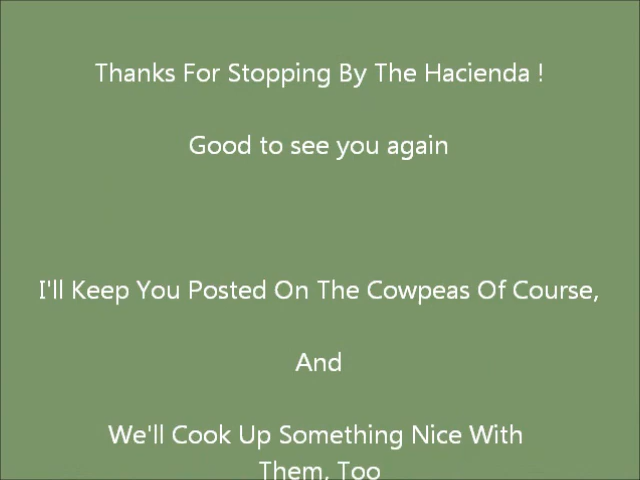 Thanks For Stopping By The Hacienda !
Good to see you again
I'll Keep You Posted On The Cowpeas Of Course,
And
We'll Cook Up Something Nice With
Them, Too